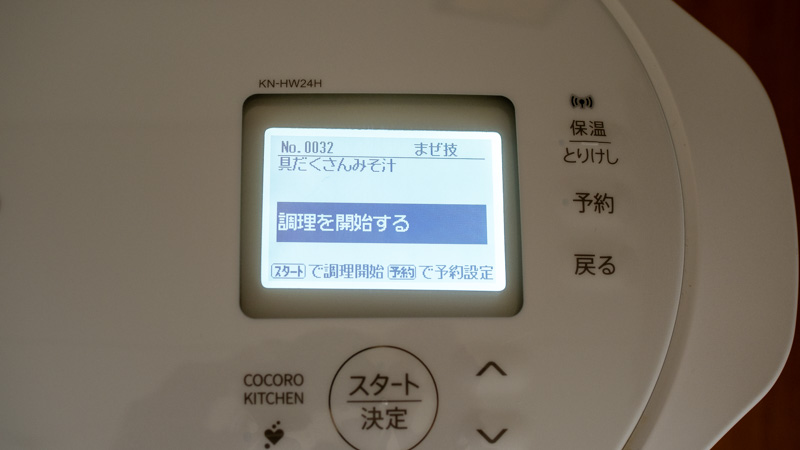 KN-HW24H
No.0032 まぜ技
具だくさんみそ汁
調理を開始する
スタート で調理開始 予約 で予約設定
保温
とりけし
予約
戻る
COCORO
KITCHEN
スタート
決定